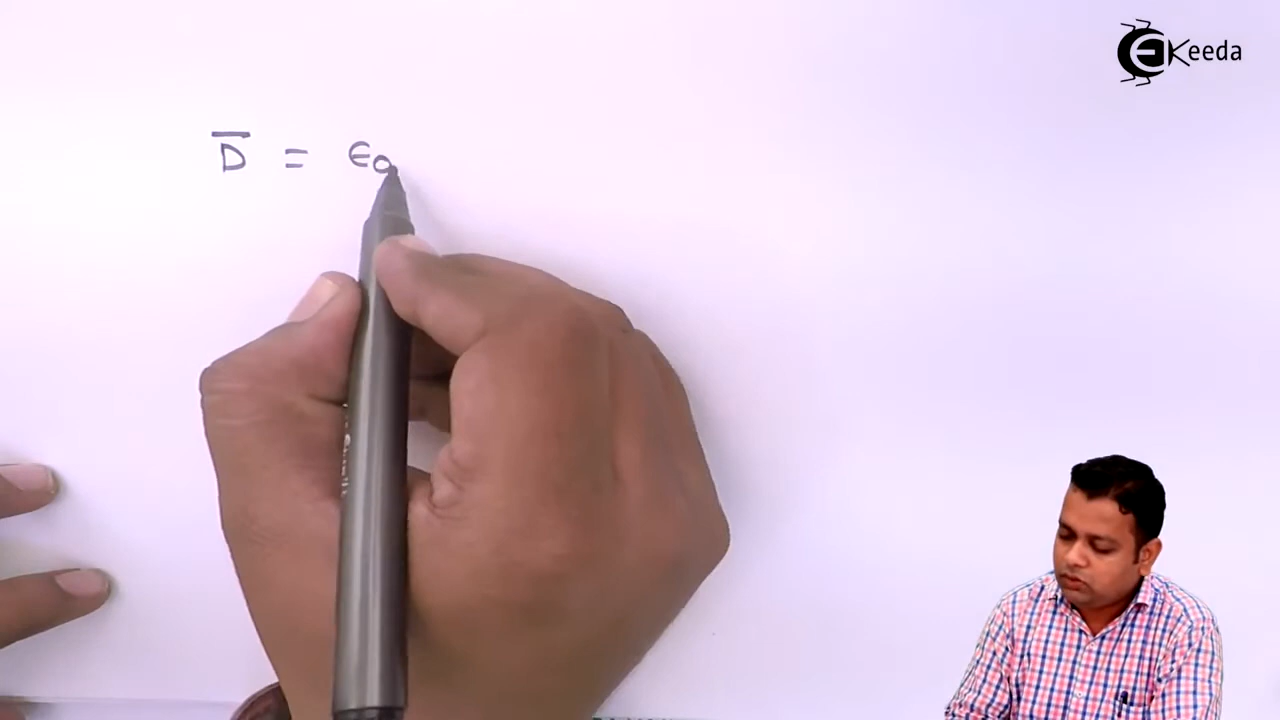 D̅ = ϵ₀
EKeeda